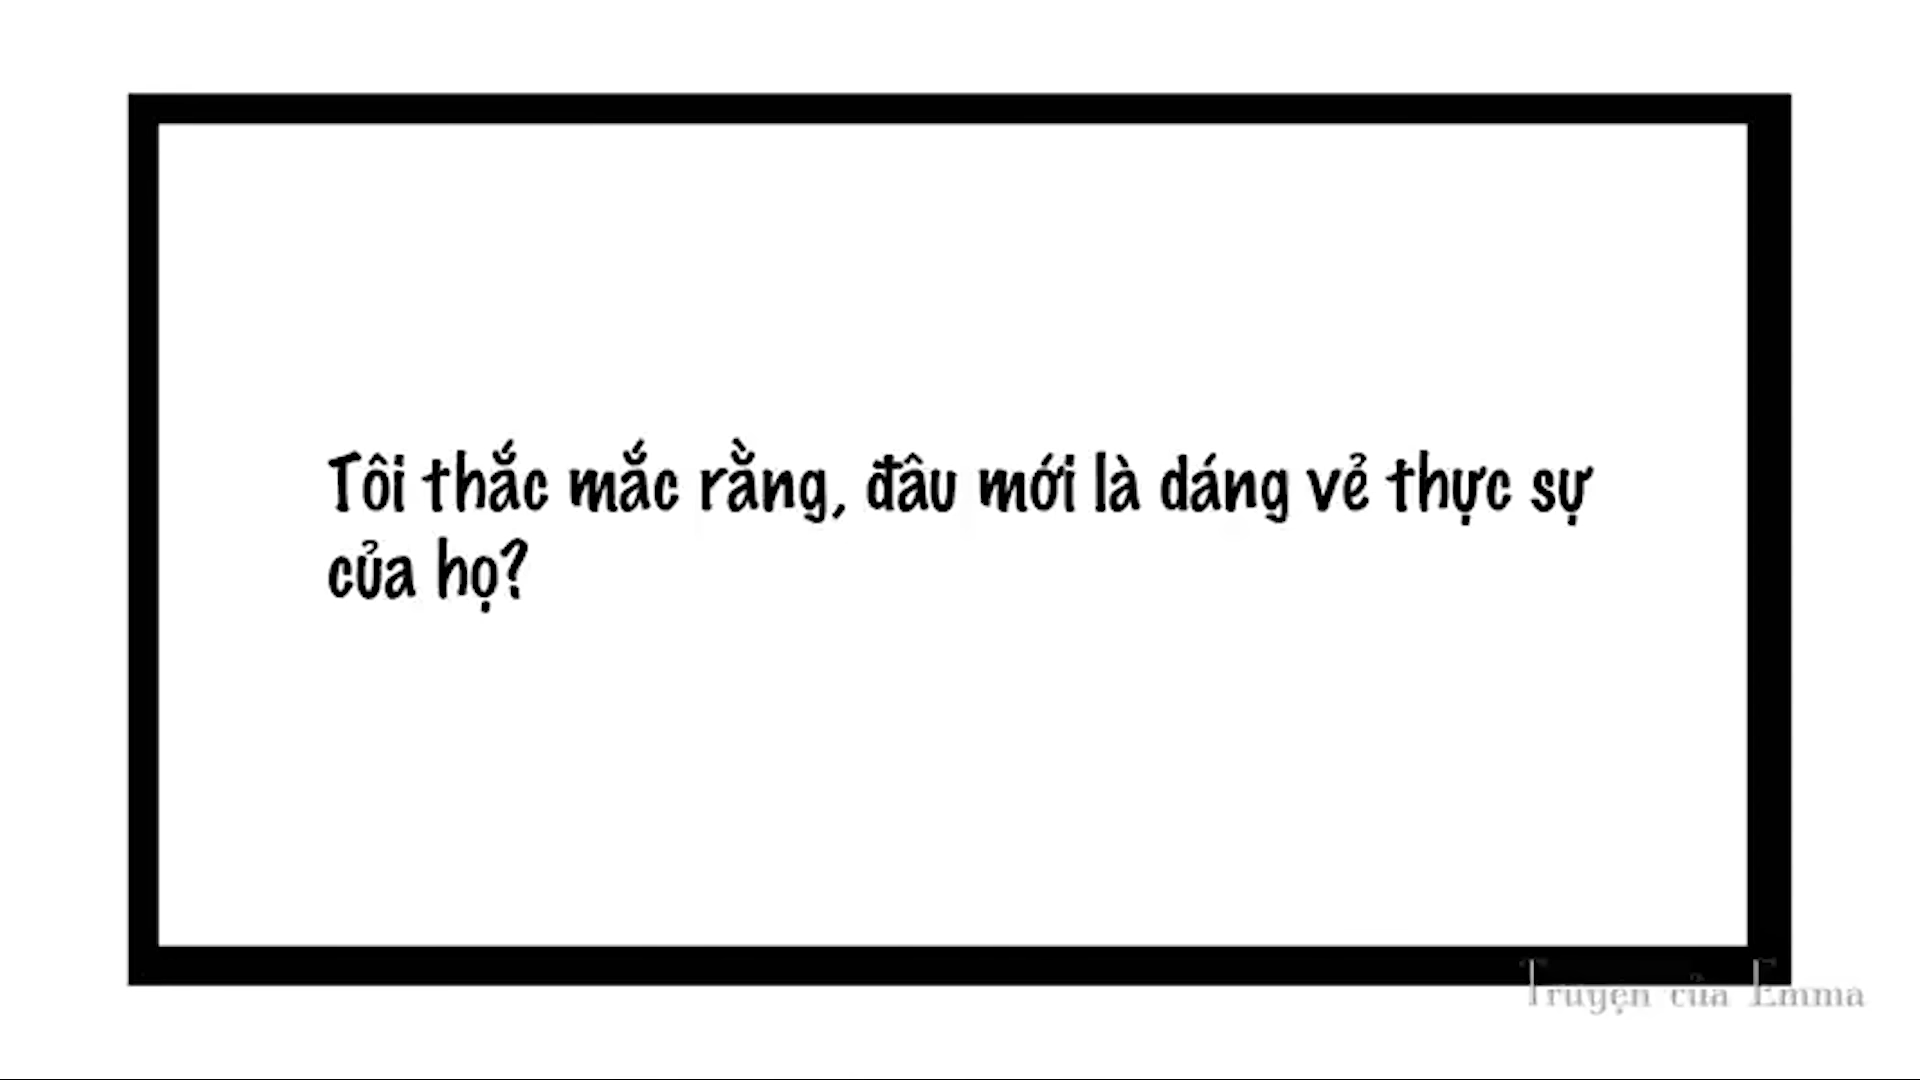 Tôi thắc mắc rằng, đâu mới là dáng vẻ thực sự
của họ?
Truyện của Emma